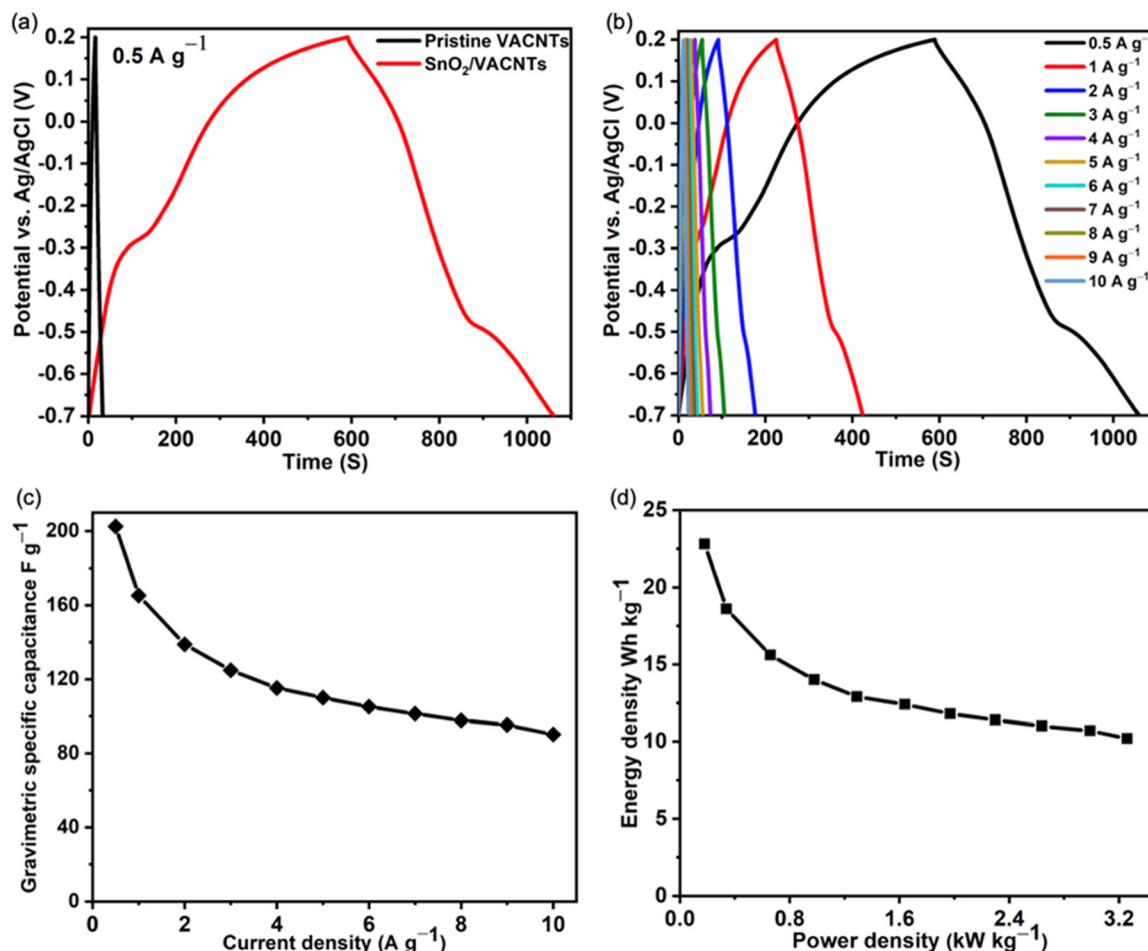 (a)
0.5 A g⁻¹
Pristine VACNTs
SnO₂/VACNTs
Potential vs. Ag/AgCl (V)
0.2
0.1
0.0
-0.1
-0.2
-0.3
-0.4
-0.5
-0.6
-0.7
0 200 400 600 800 1000
Time (S)
(b)
0.5 A g⁻
1 A g⁻¹
2 A g⁻¹
3 A g⁻¹
4 A g⁻¹
5 A g⁻¹
6 A g⁻¹
7 A g⁻¹
8 A g⁻¹
9 A g⁻¹
10 A g⁻¹
Potential vs. Ag/AgCl (V)
0.2
0.1
0.0
-0.1
-0.2
-0.3
-0.4
-0.5
-0.6
-0.7
0 200 400 600 800 1000
Time (S)
(c)
Gravimetric specific capacitance F g⁻¹
200
160
120
80
40
0
0 2 4 6 8 10
Current density (A g⁻¹)
(d)
Energy density Wh kg⁻¹
25
20
15
10
5
0
0.0 0.8 1.6 2.4 3.2
Power density (kW kg⁻¹)